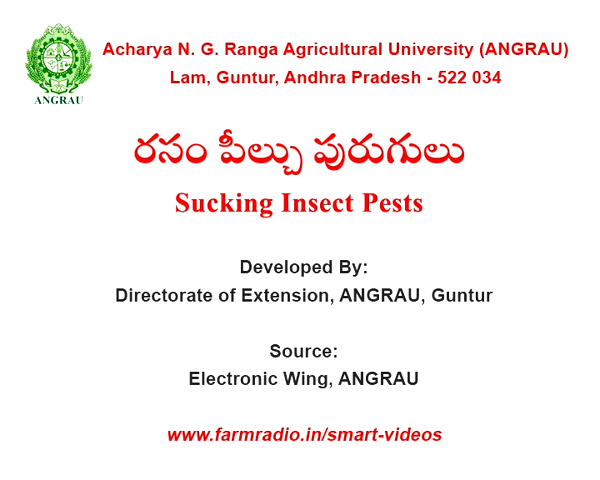 Acharya N. G. Ranga Agricultural University (ANGRAU)
Lam, Guntur, Andhra Pradesh - 522 034
ANGRAU
రసం పీల్చు పురుగులు
Sucking Insect Pests
Developed By:
Directorate of Extension, ANGRAU, Guntur
Source:
Electronic Wing, ANGRAU
www.farmradio.in/smart-videos